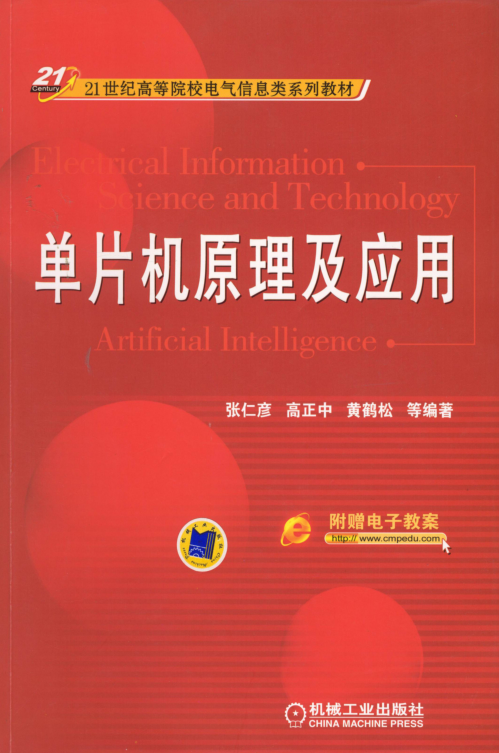 21
Century
21世纪高等院校电气信息类系列教材
Electrical Information
Science and Technology
单片机原理及应用
Artificial Intelligence
张仁彦 高正中 黄鹤松 等编著
附赠电子教案
http://www.cmpedu.com
机械工业出版社
CHINA MACHINE PRESS